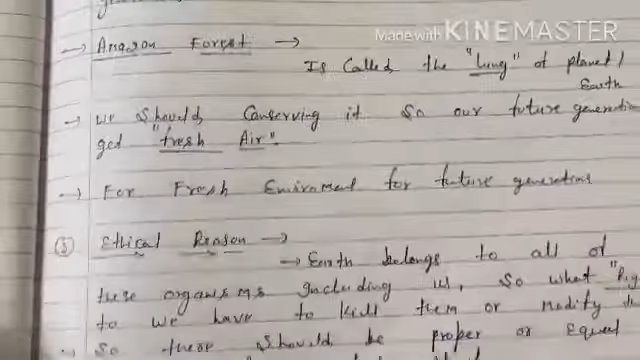 Made with KINEMASTER
→ Amazon Forest →
Is Called the "lung" of planet /
Earth
→ We should Conserving it so our future generation
get "fresh Air".
→ For Fresh Enviroment for future generations
③ Ethical Reason →
→ Earth belongs to all of
these organisms including us, so what
to we have to kill them or modify
So there should be proper or Equal